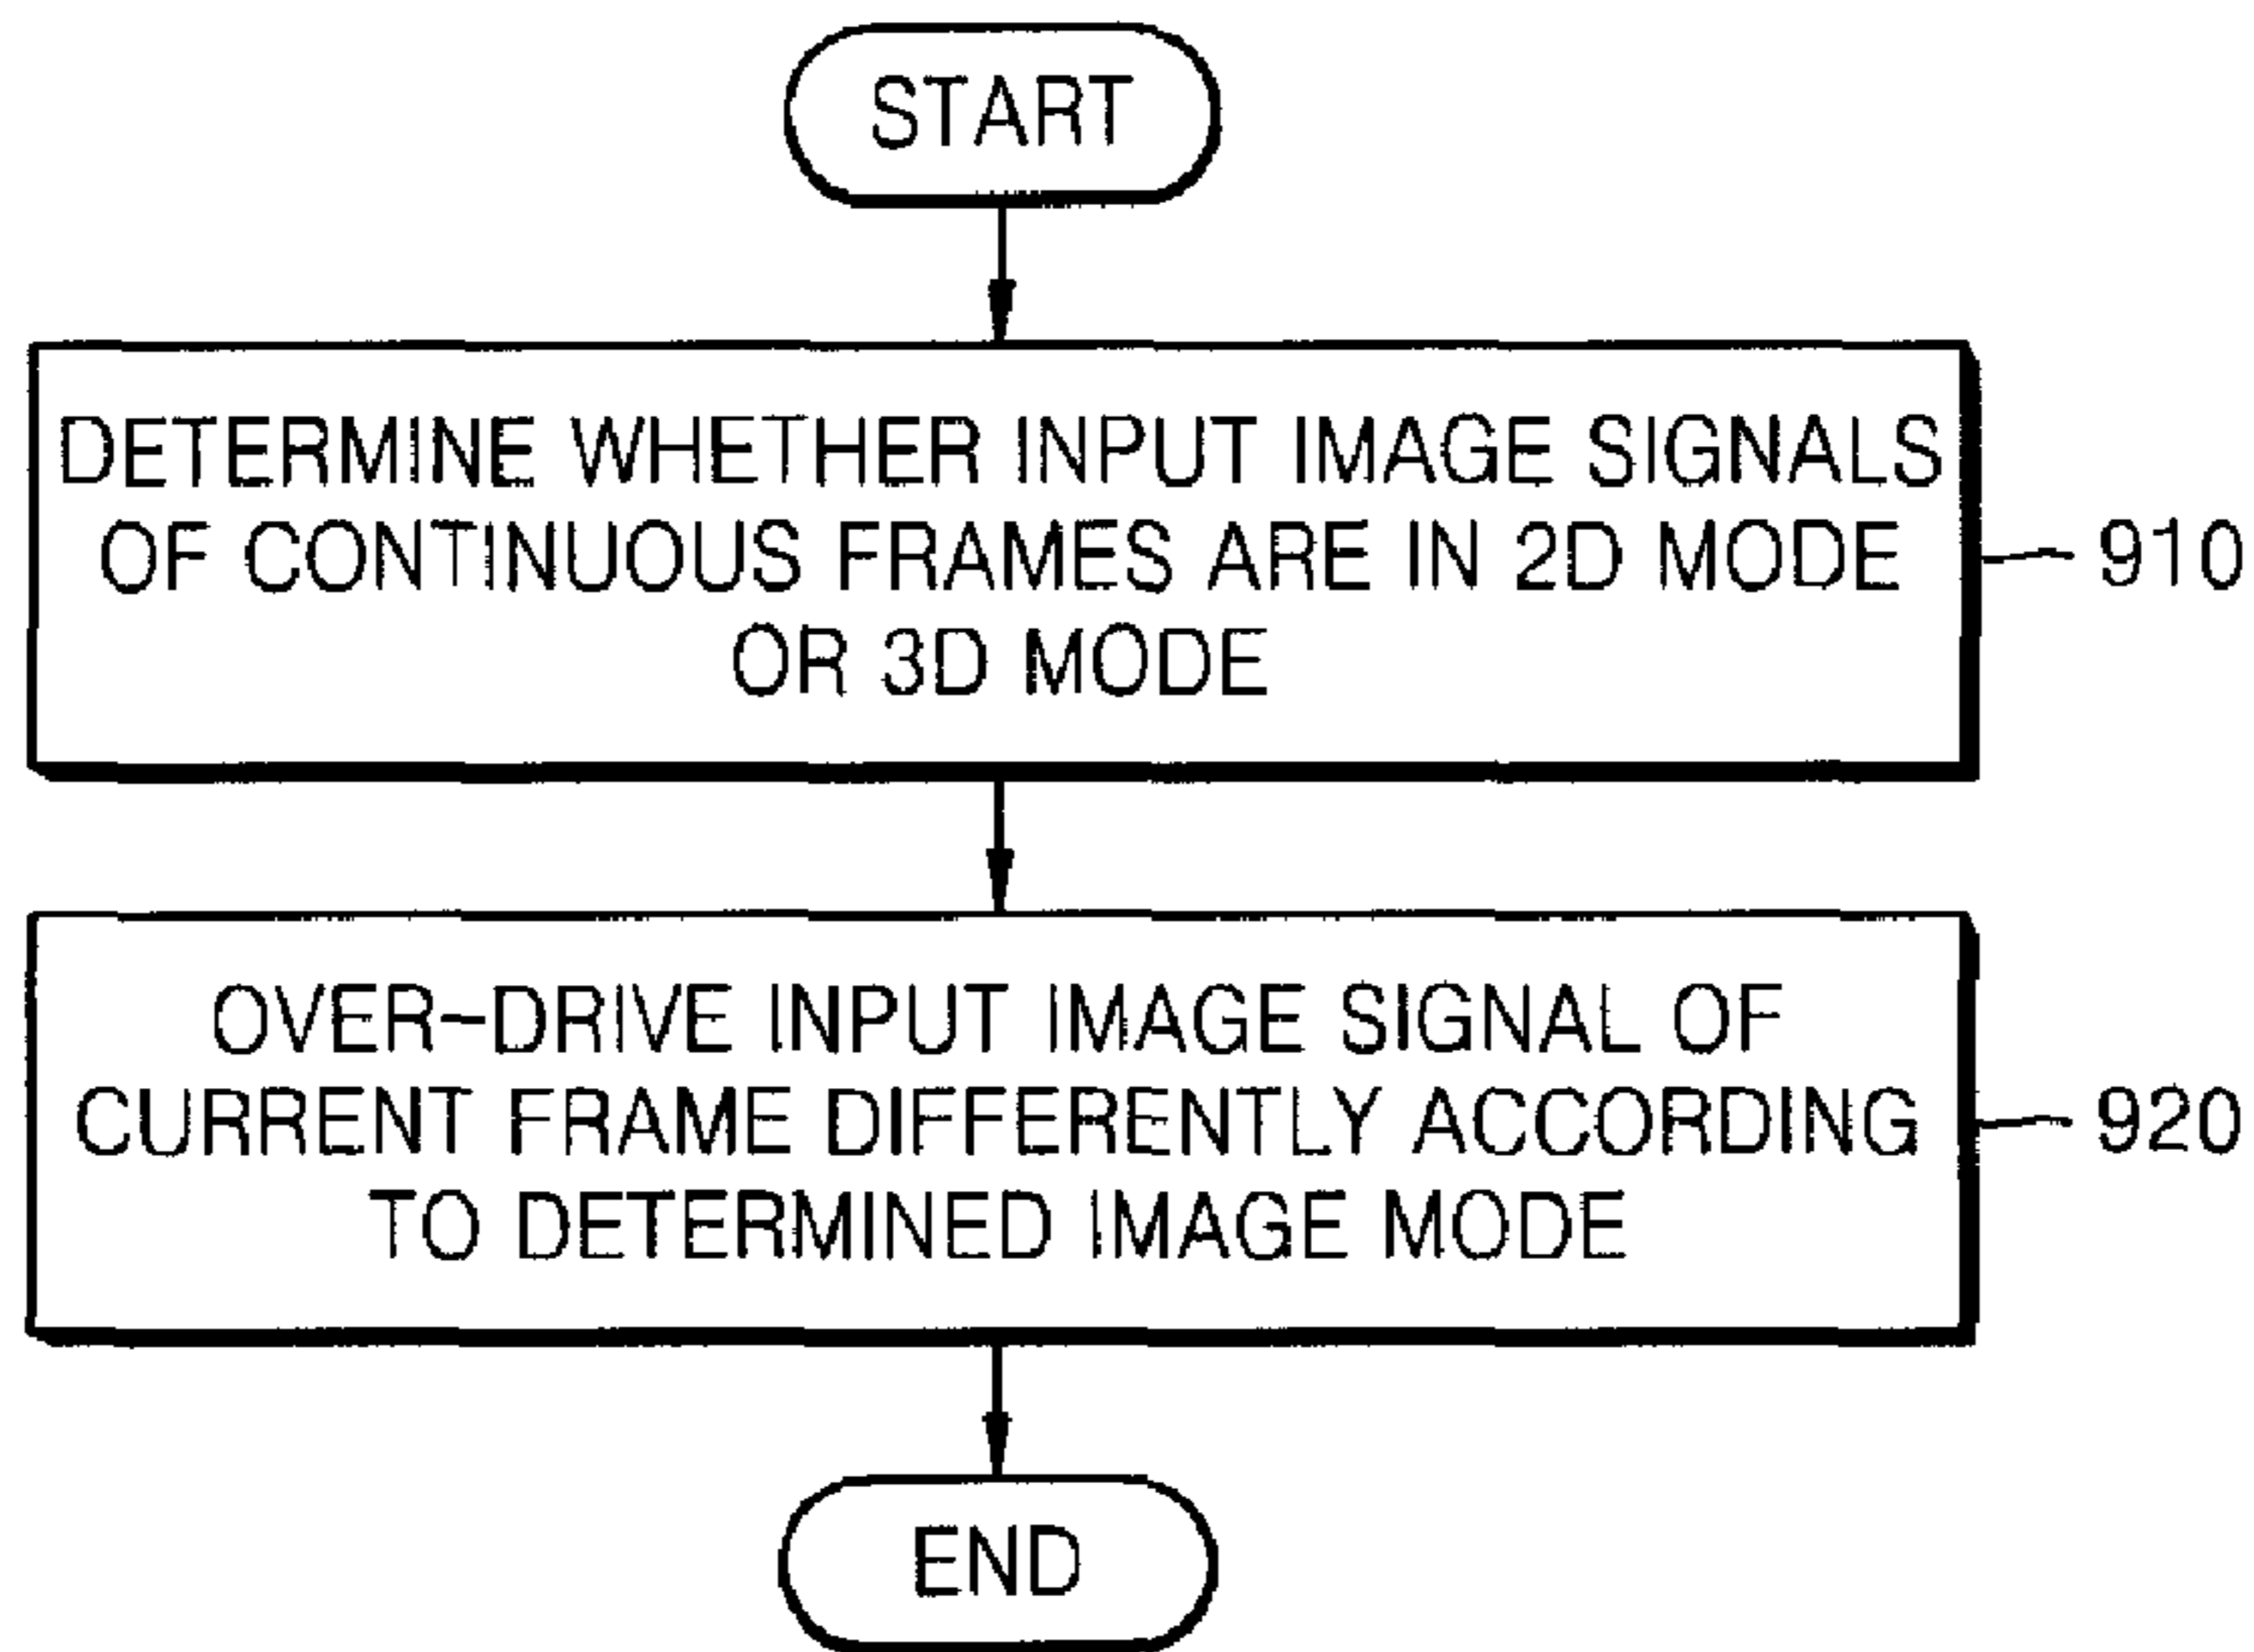 START
DETERMINE WHETHER INPUT IMAGE SIGNALS
OF CONTINUOUS FRAMES ARE IN 2D MODE
OR 3D MODE
910
OVER-DRIVE INPUT IMAGE SIGNAL OF
CURRENT FRAME DIFFERENTLY ACCORDING
TO DETERMINED IMAGE MODE
920
END